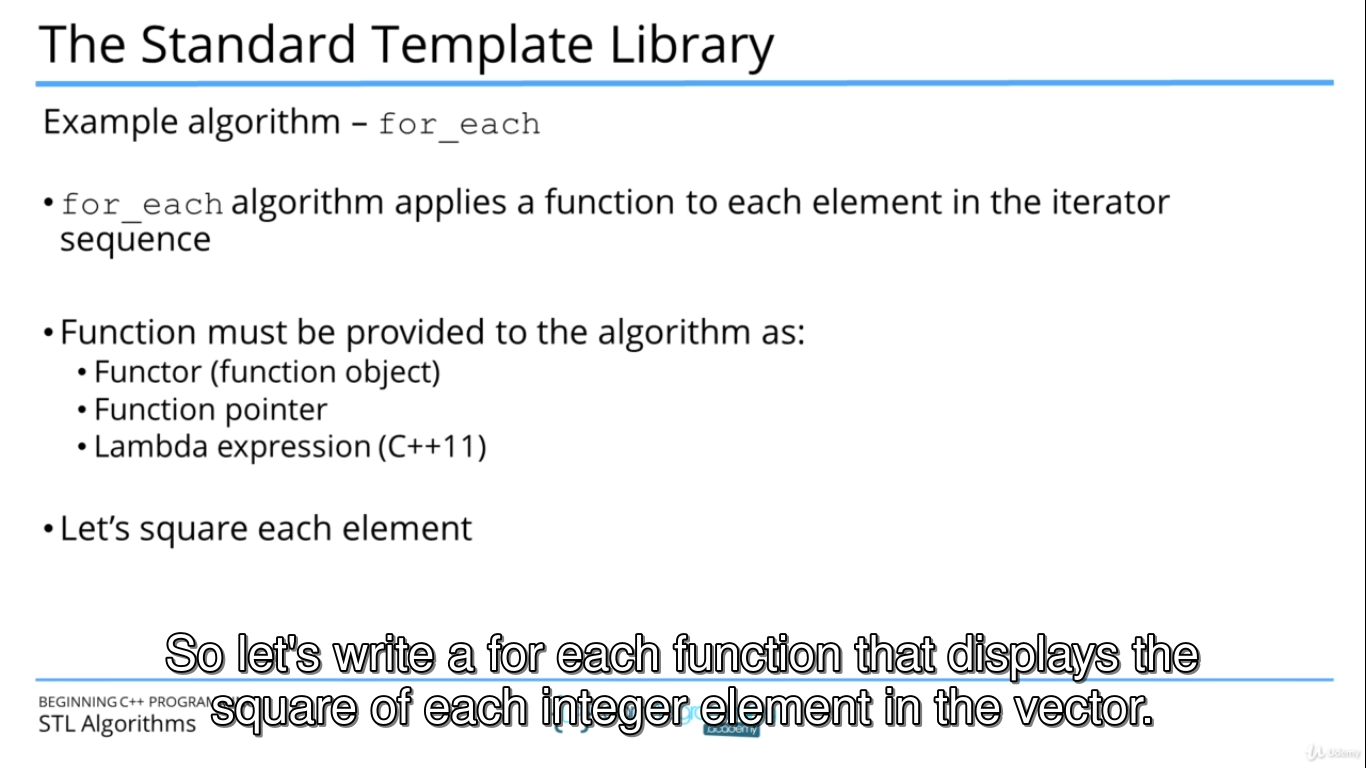 The Standard Template Library
Example algorithm – for_each
• for_each algorithm applies a function to each element in the iterator
sequence
• Function must be provided to the algorithm as:
• Functor (function object)
• Function pointer
• Lambda expression (C++11)
• Let’s square each element
So let's write a for each function that displays the
square of each integer element in the vector.
BEGINNING C++
STL Algorithms
academy
Udemy